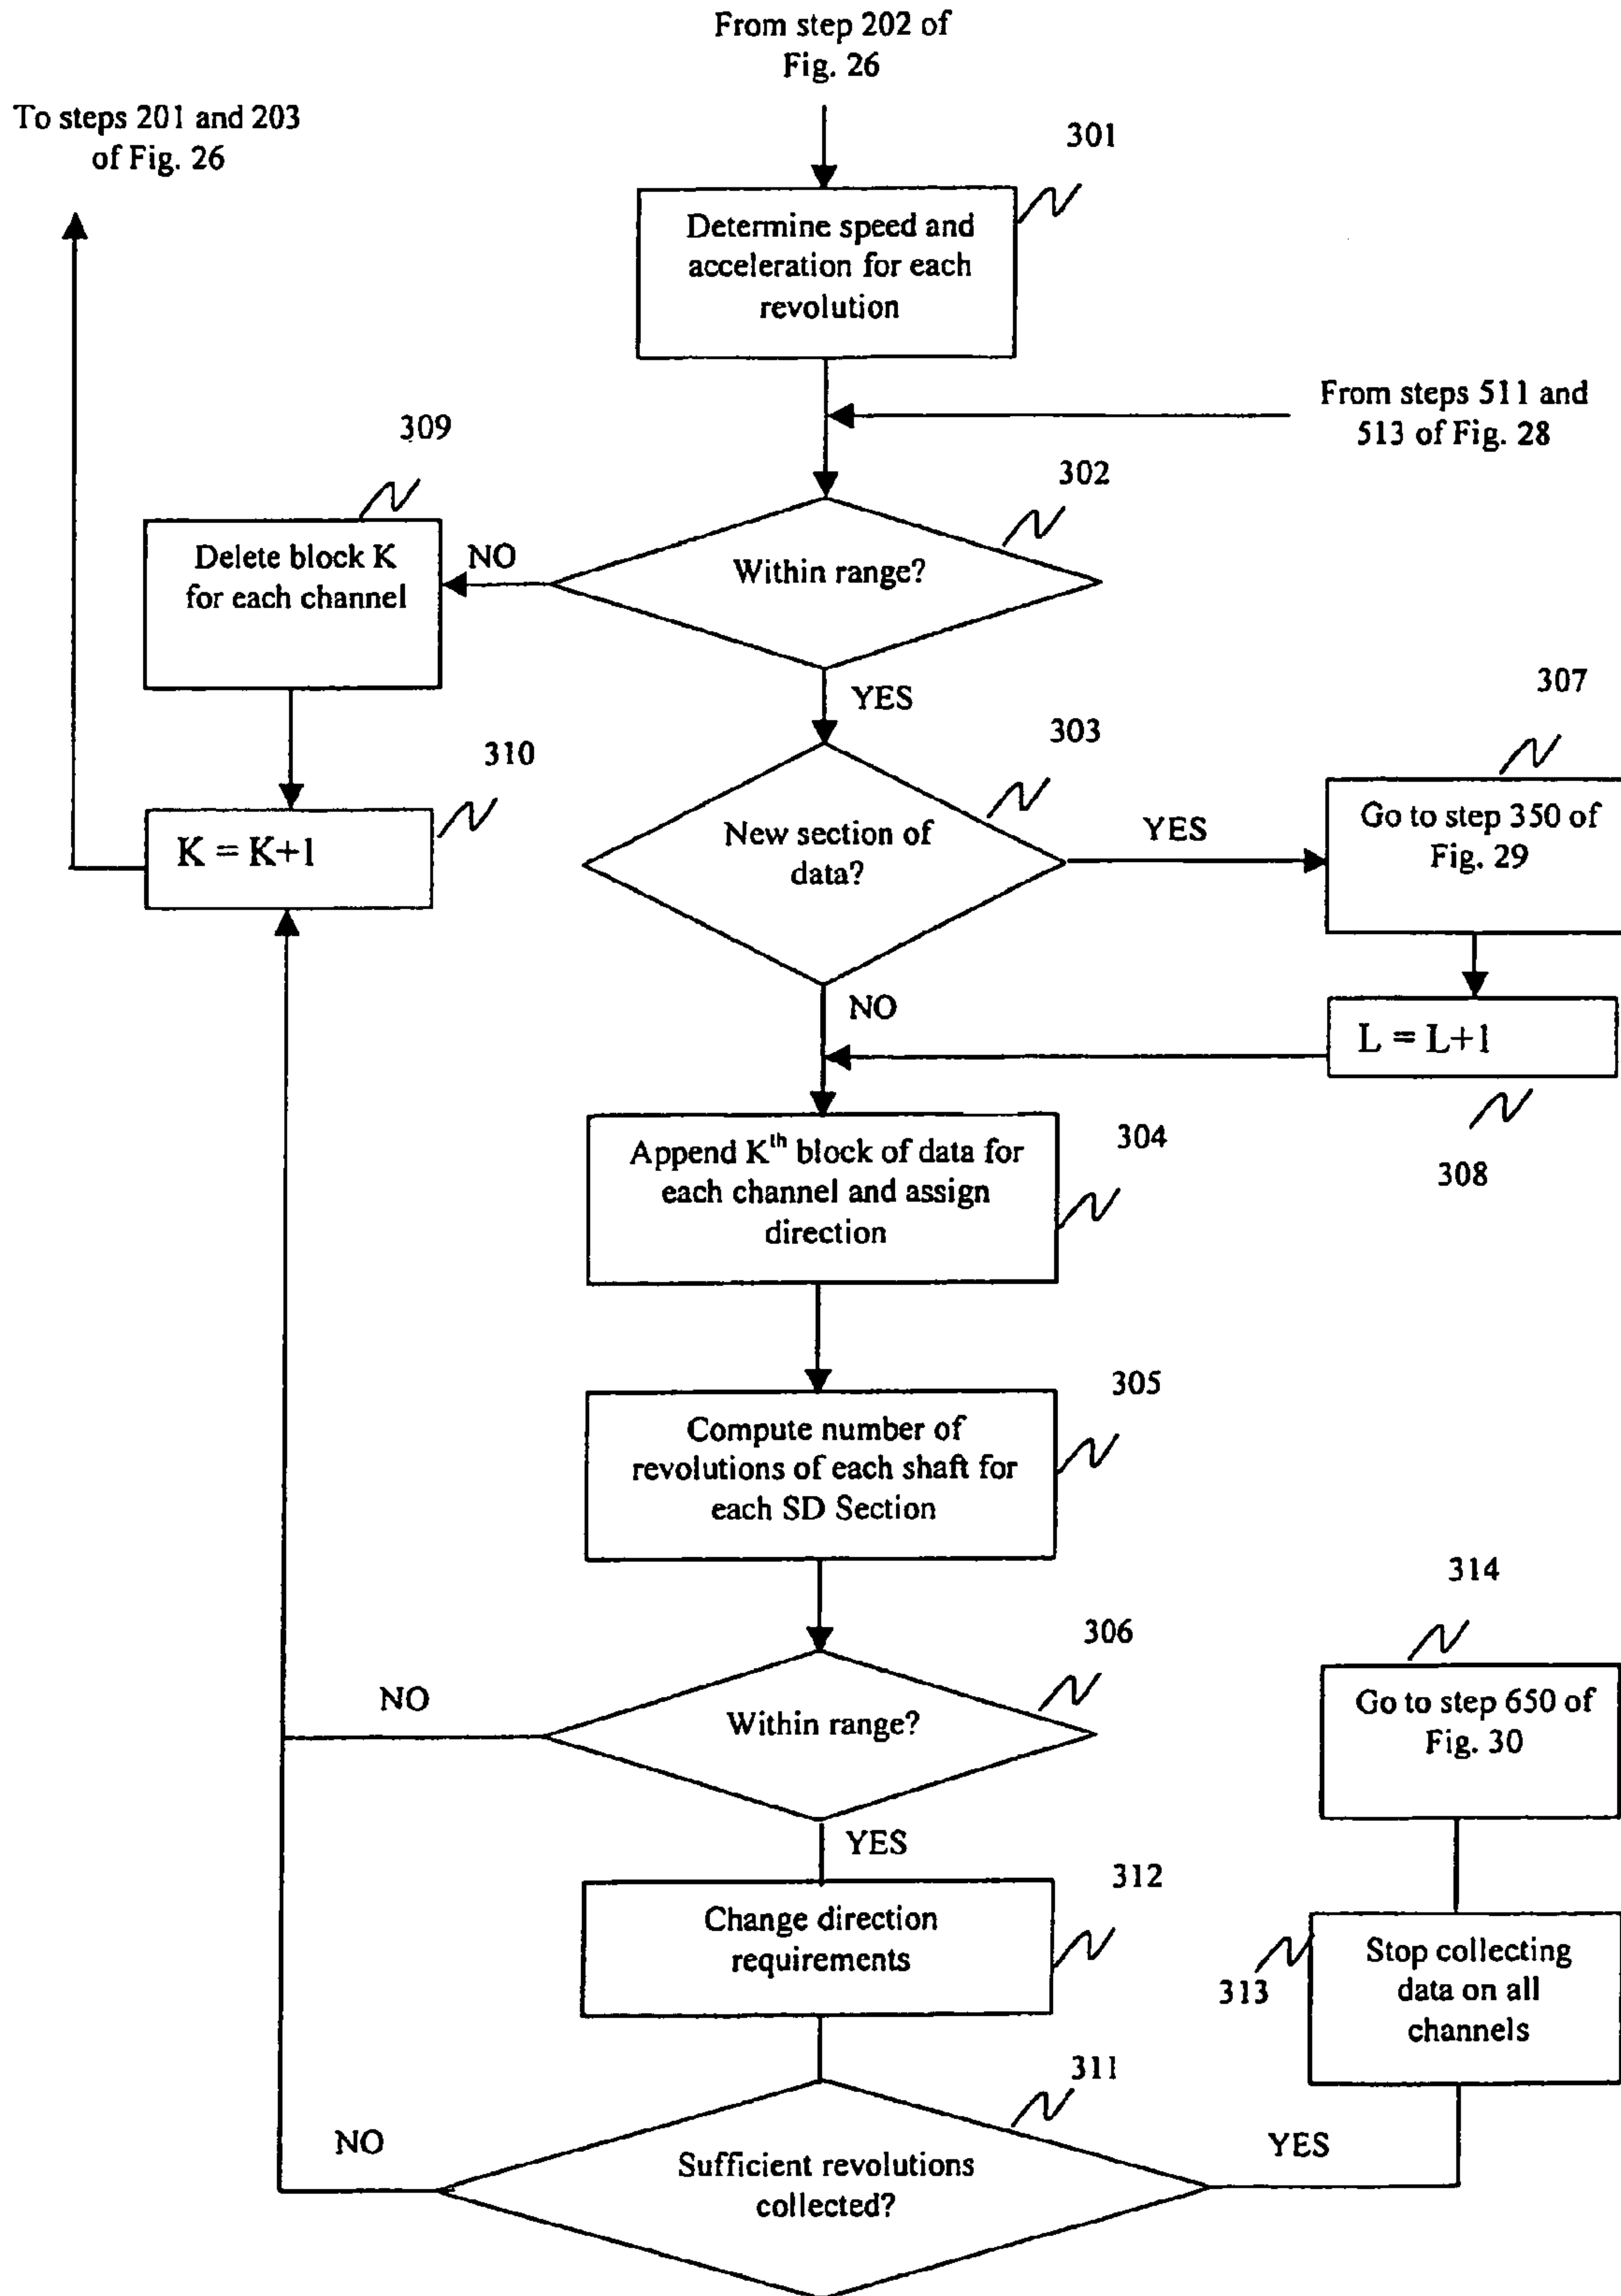 From step 202 of
Fig. 26
To steps 201 and 203
of Fig. 26
301
Determine speed and
acceleration for each
revolution
From steps 511 and
513 of Fig. 28
309
302
Delete block K
for each channel
NO
Within range?
YES
307
303
310
New section of
data?
YES
Go to step 350 of
Fig. 29
K = K+1
NO
L = L+1
308
304
Append Kth block of data for
each channel and assign
direction
305
Compute number of
revolutions of each shaft for
each SD Section
314
306
NO
Within range?
Go to step 650 of
Fig. 30
YES
312
Change direction
requirements
313
Stop collecting
data on all
channels
311
NO
Sufficient revolutions
collected?
YES